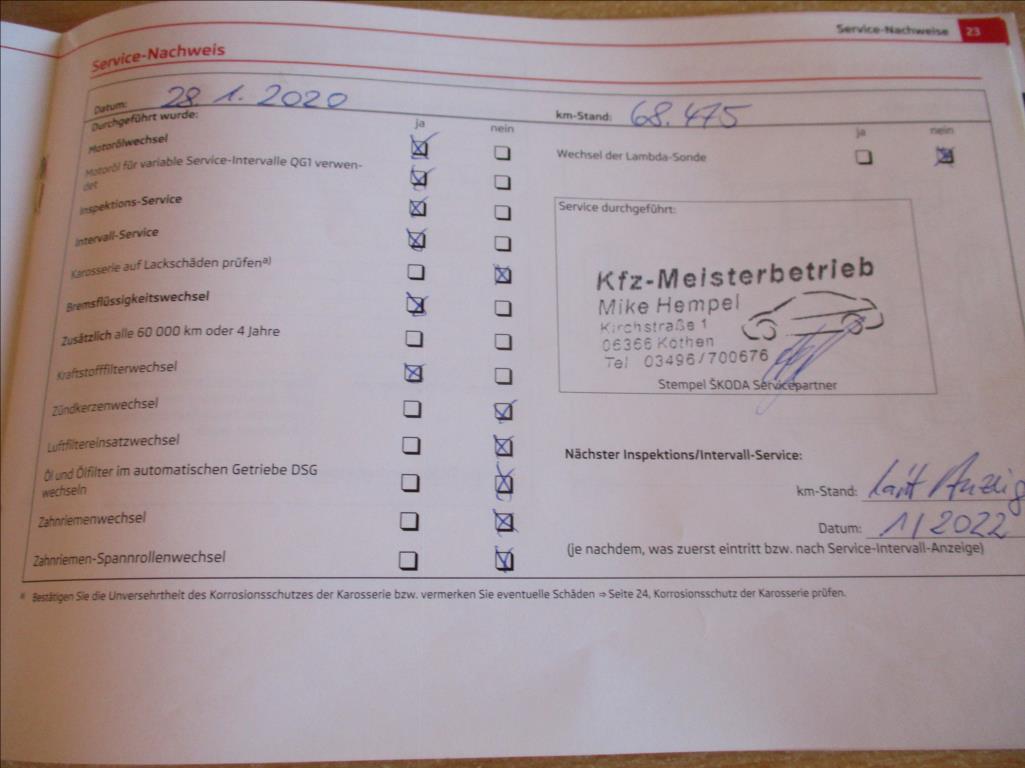 Service-Nachweise 23
Service-Nachweis
Datum: 28.1.2020
km-Stand: 68.475
Durchgeführt wurde: ja nein
ja nein
Motorölwechsel
Motoröl für variable Service-Intervalle QG1 verwen-
det
Inspektions-Service
Intervall-Service
Karosserie auf Lackschäden prüfen a)
Bremsflüssigkeitswechsel
Zusätzlich alle 60 000 km oder 4 Jahre
Kraftstofffilterwechsel
Zündkerzenwechsel
Luftfiltereinsatzwechsel
Öl und Ölfilter im automatischen Getriebe DSG
wechseln
Zahnriemenwechsel
Zahnriemen-Spannrollenwechsel
Wechsel der Lambda-Sonde
Service durchgeführt:
Kfz-Meisterbetrieb
Mike Hempel
Kirchstraße 1
06366 Köthen
Tel 03496/700676
Stempel ŠKODA Servicepartner
Nächster Inspektions/Intervall-Service:
km-Stand: laut Anzeig
Datum: 1/2022
(je nachdem, was zuerst eintritt bzw. nach Service-Intervall-Anzeige)
a) Bestätigen Sie die Unversehrtheit des Korrosionsschutzes der Karosserie bzw. vermerken Sie eventuelle Schäden ⇒ Seite 24, Korrosionsschutz der Karosserie prüfen.